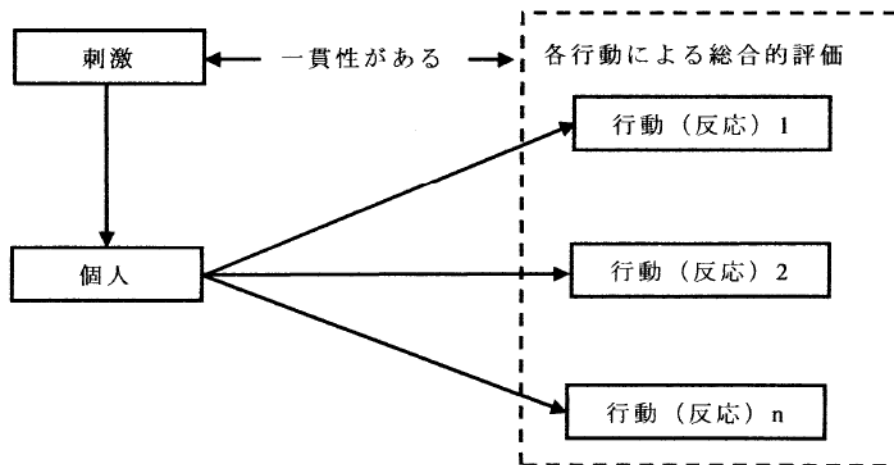 刺激
一貫性がある
各行動による総合的評価
行動（反応）1
個人
行動（反応）2
行動（反応）n